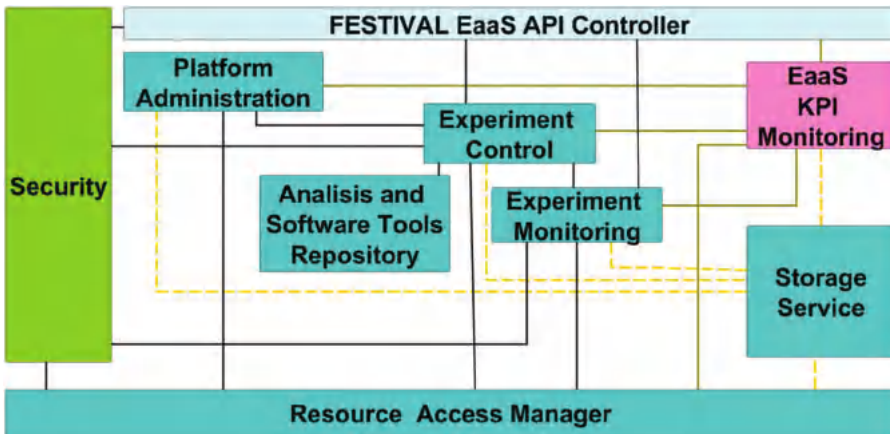 FESTIVAL EaaS API Controller
Platform
Administration
EaaS
KPI
Monitoring
Experiment
Control
Security
Analisis and
Software Tools
Repository
Experiment
Monitoring
Storage
Service
Resource Access Manager